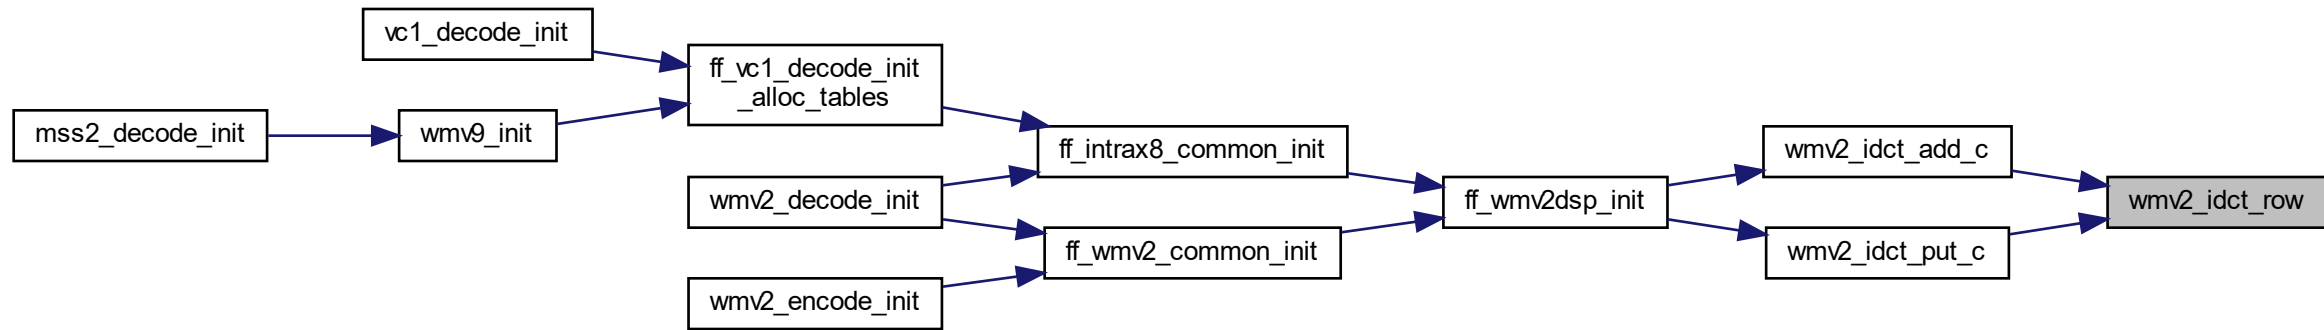 vc1_decode_init
ff_vc1_decode_init
_alloc_tables
mss2_decode_init
wmv9_init
ff_intrax8_common_init
wmv2_idct_add_c
wmv2_decode_init
ff_wmv2dsp_init
wmv2_idct_row
ff_wmv2_common_init
wmv2_idct_put_c
wmv2_encode_init